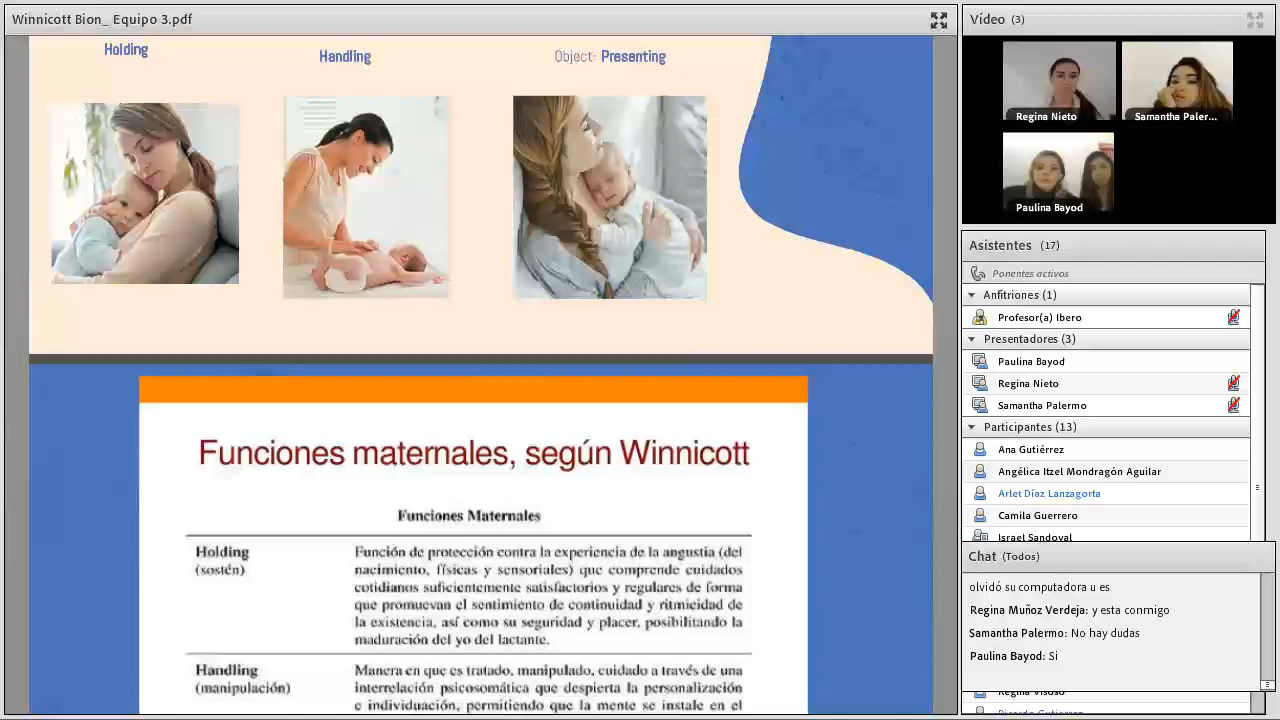 Winnicott Bion_ Equipo 3.pdf
Holding
Handling
Object- Presenting
Funciones maternales, según Winnicott
Funciones Maternales
Holding
(sostén)
Función de protección contra la experiencia de la angustia (del
nacimiento, físicas y sensoriales) que comprende cuidados
cotidianos suficientemente satisfactorios y regulares de forma
que promuevan el sentimiento de continuidad y ritmicidad de
la existencia, así como su seguridad y placer, posibilitando la
maduración del yo del lactante.
Handling
(manipulación)
Manera en que es tratado, manipulado, cuidado a través de una
interrelación psicosomática que despierta la personalización
e individuación, permitiendo que la mente se instale en el
Vídeo (3)
Regina Nieto
Samantha Paler...
Paulina Bayod
Asistentes (17)
Ponentes activos
Anfitriones (1)
Profesor(a) Ibero
Presentadores (3)
Paulina Bayod
Regina Nieto
Samantha Palermo
Participantes (13)
Ana Gutiérrez
Angélica Itzel Mondragón Aguilar
Arlet Díaz Lanzagorta
Camila Guerrero
Israel Sandoval
Chat (Todos)
olvidó su computadora u es
Regina Muñoz Verdeja: y esta conmigo
Samantha Palermo: No hay dudas
Paulina Bayod: Si
Regina Visoso
Ricardo Gutierrez